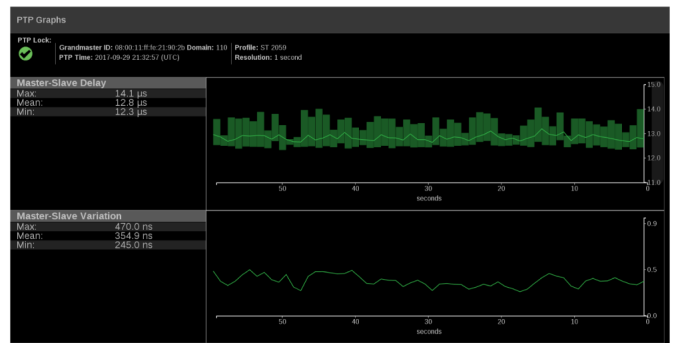 PTP Graphs
PTP Lock:
Grandmaster ID: 08:00:11:ff:fe:21:90:2b Domain: 110 Profile: ST 2059
PTP Time: 2017-09-29 21:32:57 (UTC) Resolution: 1 second
Master-Slave Delay
Max: 14.1 µs
Mean: 12.8 µs
Min: 12.3 µs
15.0
14.0
13.0
12.0
11.0
50 40 30 20 10 0
seconds
Master-Slave Variation
Max: 470.0 ns
Mean: 354.9 ns
Min: 245.0 ns
0.9
0.5
0.0
50 40 30 20 10 0
seconds